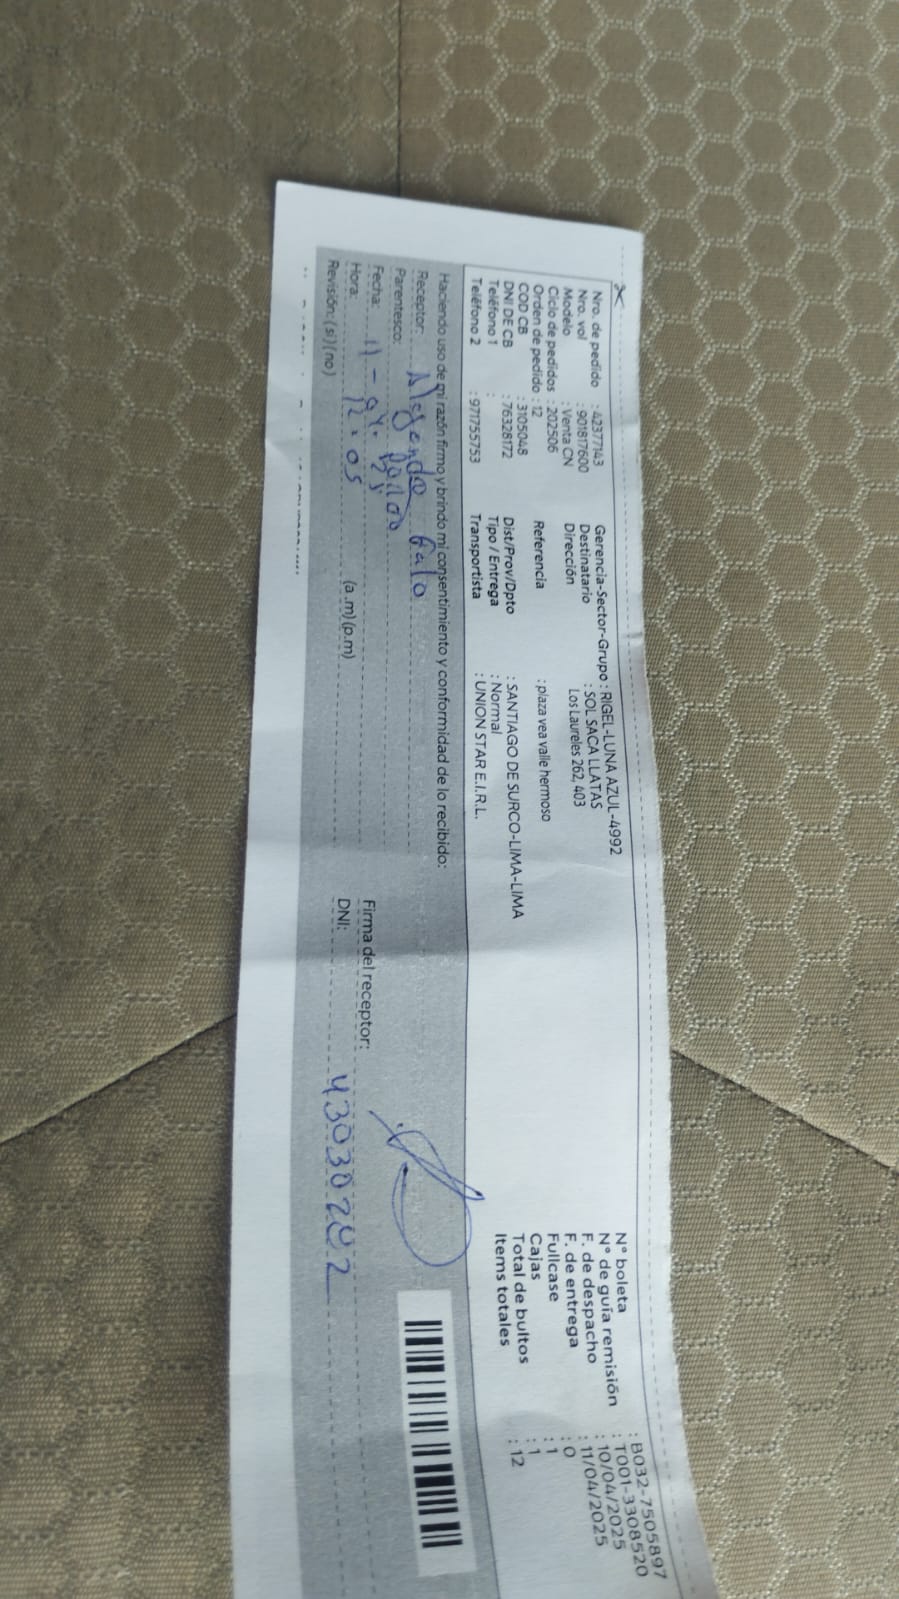 Nro. de pedido : 42377143
Nro. vol : 901817600
Modelo : Venta CN
Ciclo de pedidos : 202506
Orden de pedido : 12
COD CB : 3105048
DNI DE CB : 76328172
Teléfono 1 :
Teléfono 2 : 971755753
Gerencia-Sector-Grupo : RIGEL-LUNA AZUL-4992
Destinatario : SOL SACA LLATAS
Dirección Los Laureles 262, 403
Referencia : plaza vea valle hermoso
Dist/Prov/Dpto : SANTIAGO DE SURCO-LIMA-LIMA
Tipo / Entrega : Normal
Transportista : UNION STAR E.I.R.L.
N° boleta : B032-7505897
N° de guía remisión : T001-3308520
F. de despacho : 10/04/2025
F. de entrega : 11/04/2025
Fullcase : 0
Cajas : 1
Total de bultos : 1
Items totales : 12
Haciendo uso de mi razón firmo y brindo mi consentimiento y conformidad de lo recibido:
Receptor:
Parentesco:
Fecha: 11-04-25
Hora: 12:05 (a .m) (p.m)
Revisión: ( si ) ( no )
Firma del receptor:
DNI: 43030242